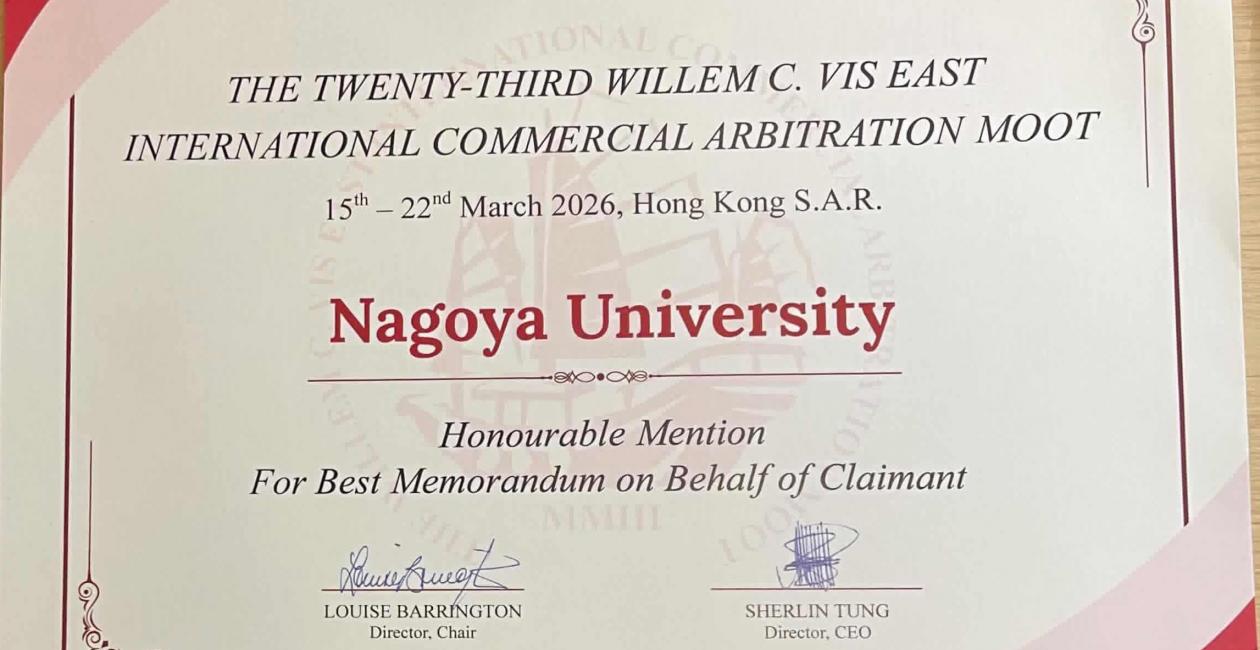 THE TWENTY-THIRD WILLEM C. VIS EAST
INTERNATIONAL COMMERCIAL ARBITRATION MOOT
15th – 22nd March 2026, Hong Kong S.A.R.
Nagoya University
Honourable Mention
For Best Memorandum on Behalf of Claimant
MMIII
LOUISE BARRINGTON
Director, Chair
SHERLIN TUNG
Director, CEO